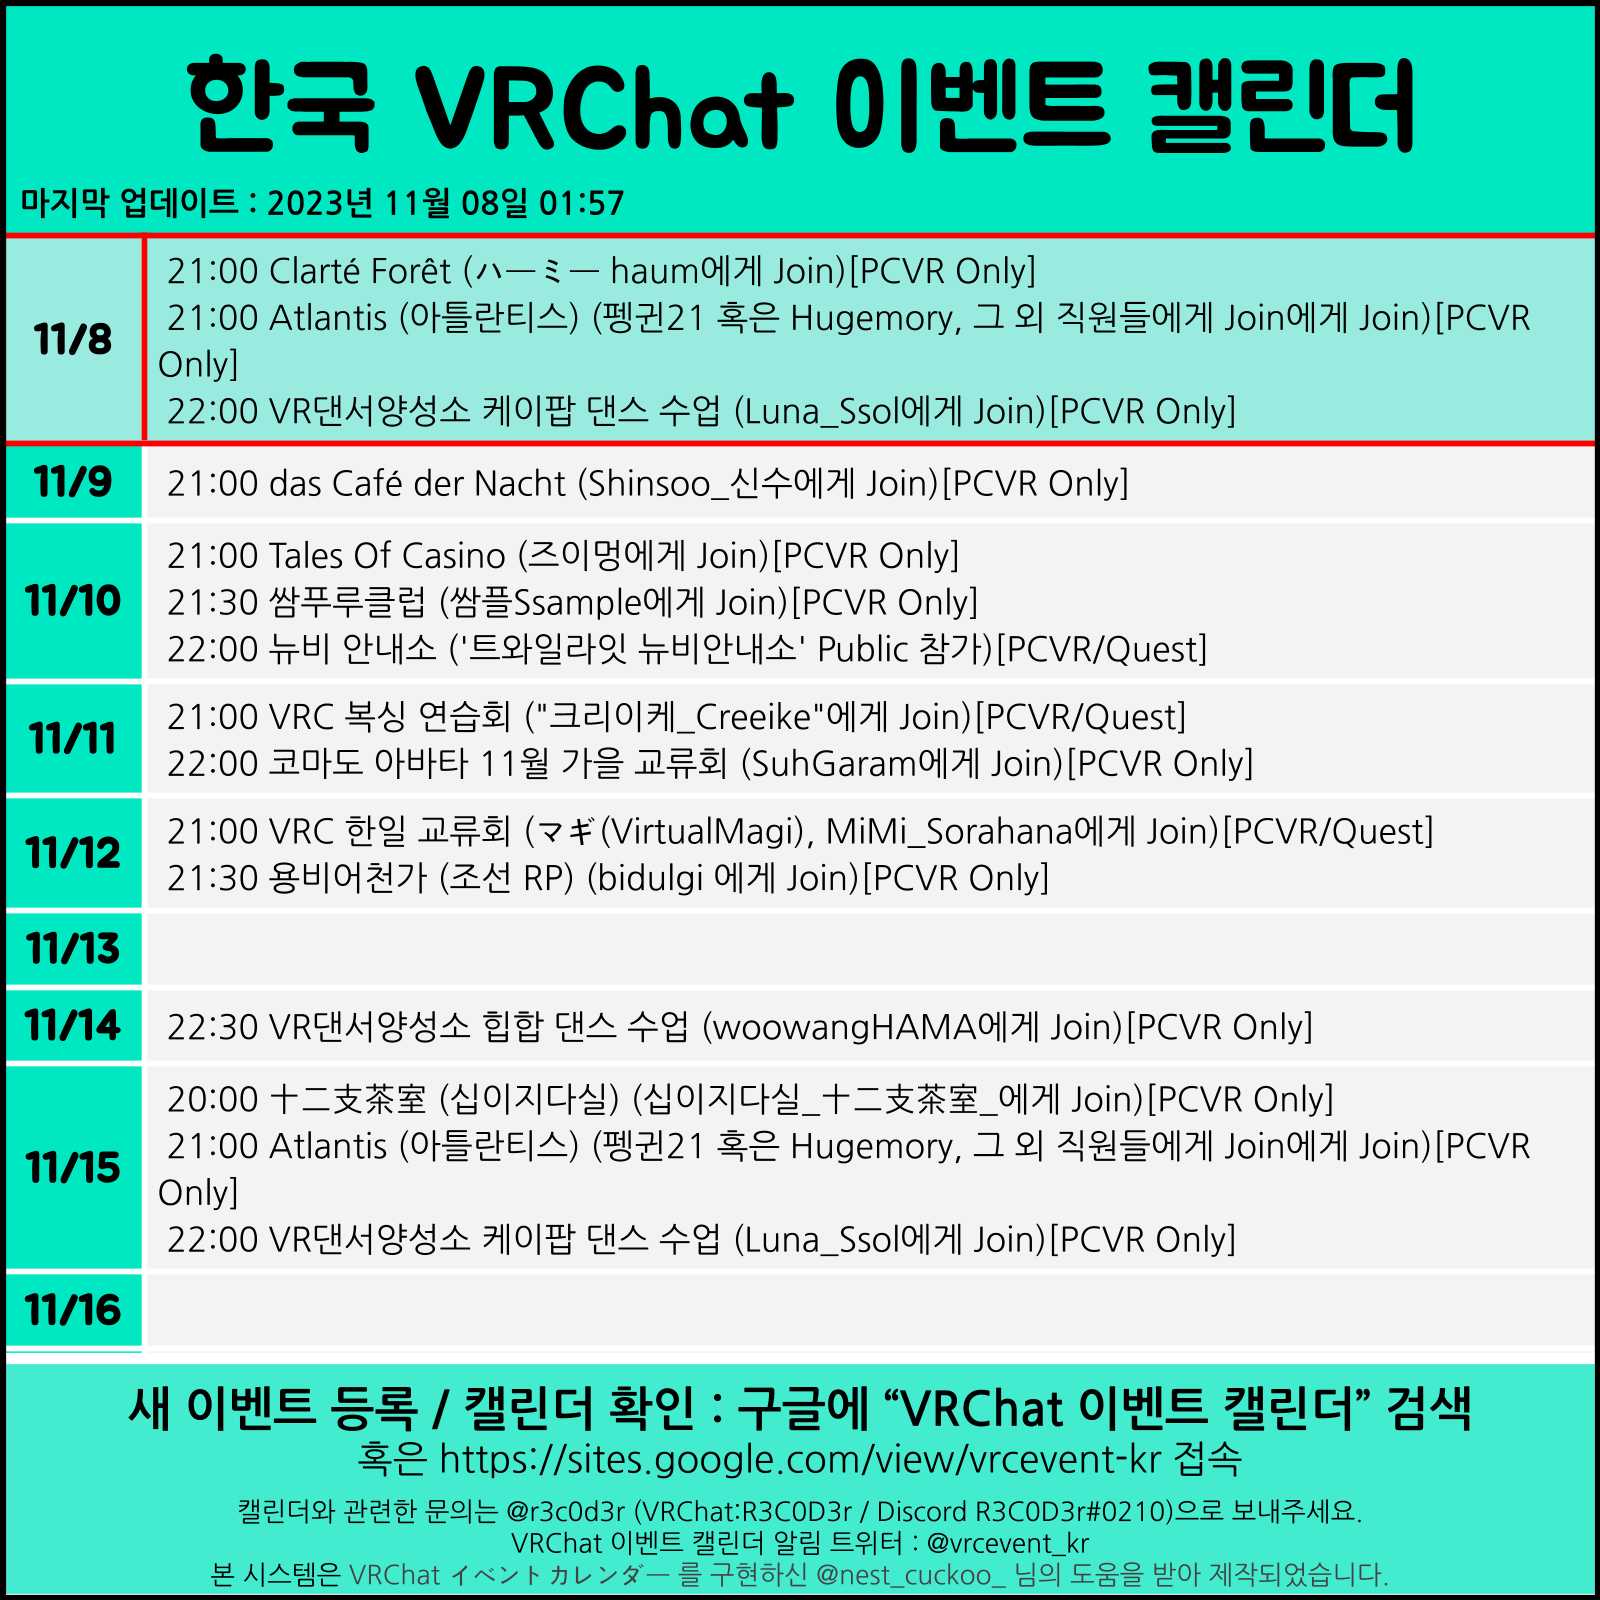 한국 VRChat 이벤트 캘린더
마지막 업데이트 : 2023년 11월 08일 01:57
11/8
21:00 Clarté Forêt (ハーミー haum에게 Join)[PCVR Only]
21:00 Atlantis (아틀란티스) (펭귄21 혹은 Hugemory, 그 외 직원들에게 Join에게 Join)[PCVR
Only]
22:00 VR댄서양성소 케이팝 댄스 수업 (Luna_Ssol에게 Join)[PCVR Only]
11/9
21:00 das Café der Nacht (Shinsoo_신수에게 Join)[PCVR Only]
11/10
21:00 Tales Of Casino (즈이멍에게 Join)[PCVR Only]
21:30 쌈푸루클럽 (쌈플Ssample에게 Join)[PCVR Only]
22:00 뉴비 안내소 ('트와일라잇 뉴비안내소' Public 참가)[PCVR/Quest]
11/11
21:00 VRC 복싱 연습회 ("크리이케_Creeike"에게 Join)[PCVR/Quest]
22:00 코마도 아바타 11월 가을 교류회 (SuhGaram에게 Join)[PCVR Only]
11/12
21:00 VRC 한일 교류회 (マギ(VirtualMagi), MiMi_Sorahana에게 Join)[PCVR/Quest]
21:30 용비어천가 (조선 RP) (bidulgi 에게 Join)[PCVR Only]
11/13
11/14
22:30 VR댄서양성소 힙합 댄스 수업 (woowangHAMA에게 Join)[PCVR Only]
11/15
20:00 十二支茶室 (십이지다실) (십이지다실_十二支茶室_에게 Join)[PCVR Only]
21:00 Atlantis (아틀란티스) (펭귄21 혹은 Hugemory, 그 외 직원들에게 Join에게 Join)[PCVR
Only]
22:00 VR댄서양성소 케이팝 댄스 수업 (Luna_Ssol에게 Join)[PCVR Only]
11/16
새 이벤트 등록 / 캘린더 확인 : 구글에 “VRChat 이벤트 캘린더” 검색
혹은 https://sites.google.com/view/vrcevent-kr 접속
캘린더와 관련한 문의는 @r3c0d3r (VRChat:R3C0D3r / Discord R3C0D3r#0210)으로 보내주세요.
VRChat 이벤트 캘린더 알림 트위터 : @vrcevent_kr
본 시스템은 VRChat イベントカレンダー 를 구현하신 @nest_cuckoo_ 님의 도움을 받아 제작되었습니다.